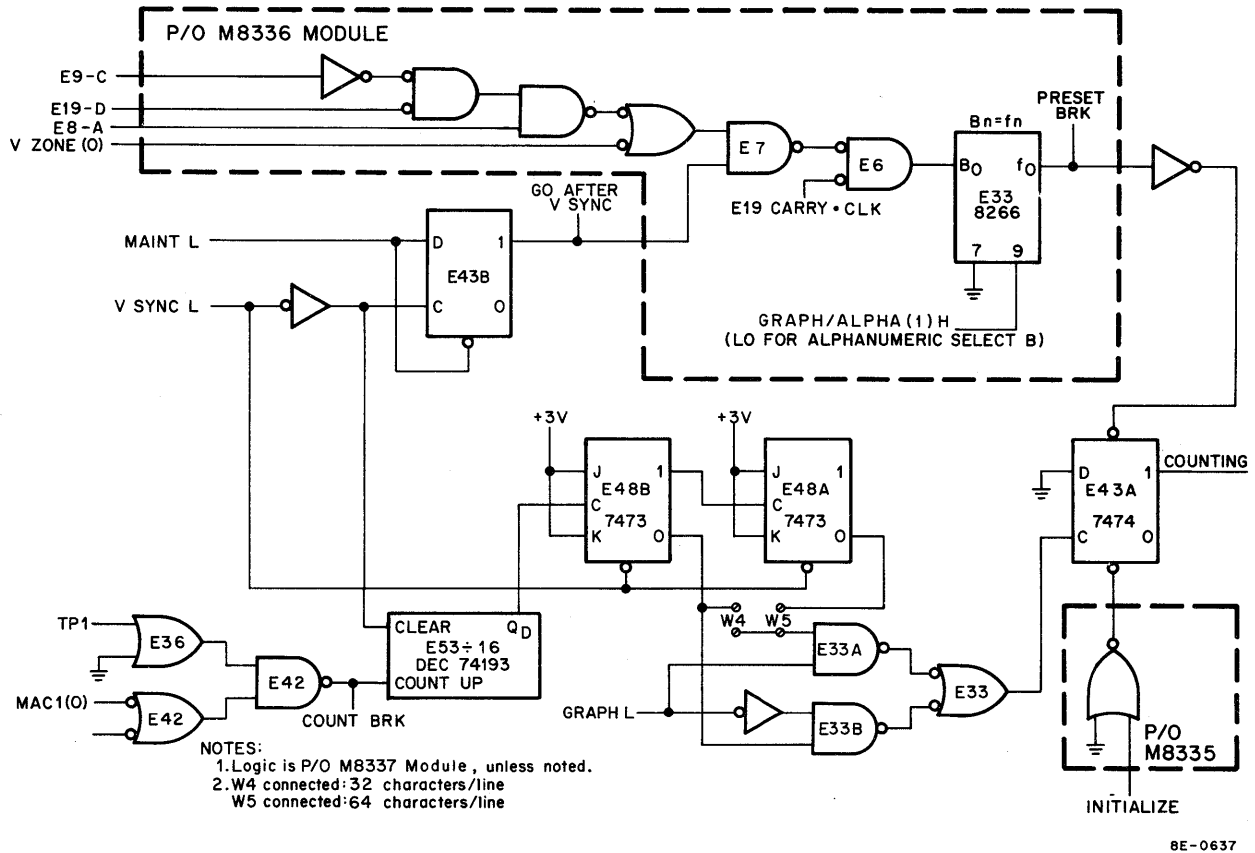 P/O M8336 MODULE
E9-C
E19-D
E8-A
V ZONE (0)
PRESET
BRK
Bn=fn
E7
E6
B0
f0
E33
8266
7
9
E19 CARRY • CLK
GO AFTER
V SYNC
MAINT L
D
1
E43B
C
0
V SYNC L
GRAPH/ALPHA (1) H
(LO FOR ALPHANUMERIC SELECT B)
+3V
+3V
J
1
E48B
C
7473
K
0
J
1
E48A
C
7473
K
0
D
1
E43A
7474
C
0
COUNTING
W4
W5
TP1
E36
CLEAR
QD
E53÷16
DEC 74193
COUNT UP
E42
MAC1(0)
E42
COUNT BRK
E33A
E33
GRAPH L
E33B
P/O
M8335
INITIALIZE
NOTES:
1. Logic is P/O M8337 Module, unless noted.
2. W4 connected: 32 characters/line
W5 connected: 64 characters/line
8E-0637